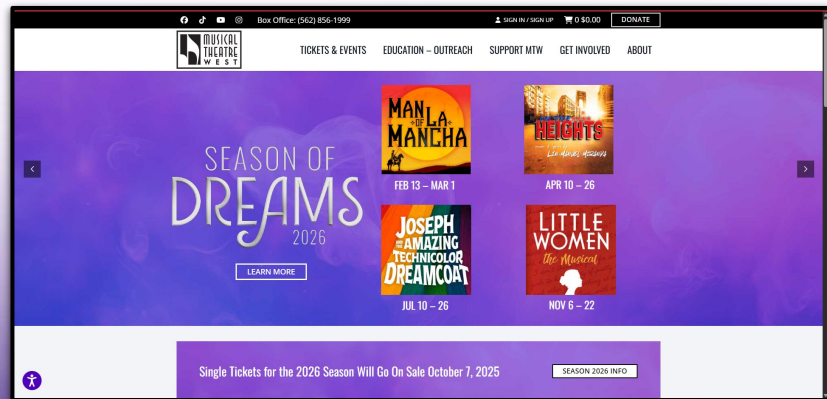 Box Office: (562) 856-1999
SIGN IN / SIGN UP
0 $0.00
DONATE
MUSICAL
THEATRE
WEST
TICKETS & EVENTS
EDUCATION – OUTREACH
SUPPORT MTW
GET INVOLVED
ABOUT
SEASON OF
DREAMS
2026
LEARN MORE
MAN OF LA
MANCHA
FEB 13 – MAR 1
HEIGHTS
LIN-MANUEL MIRANDA
APR 10 – 26
JOSEPH
AMAZING
TECHNICOLOR
DREAMCOAT
JUL 10 – 26
LITTLE
WOMEN
the Musical
NOV 6 – 22
Single Tickets for the 2026 Season Will Go On Sale October 7, 2025
SEASON 2026 INFO